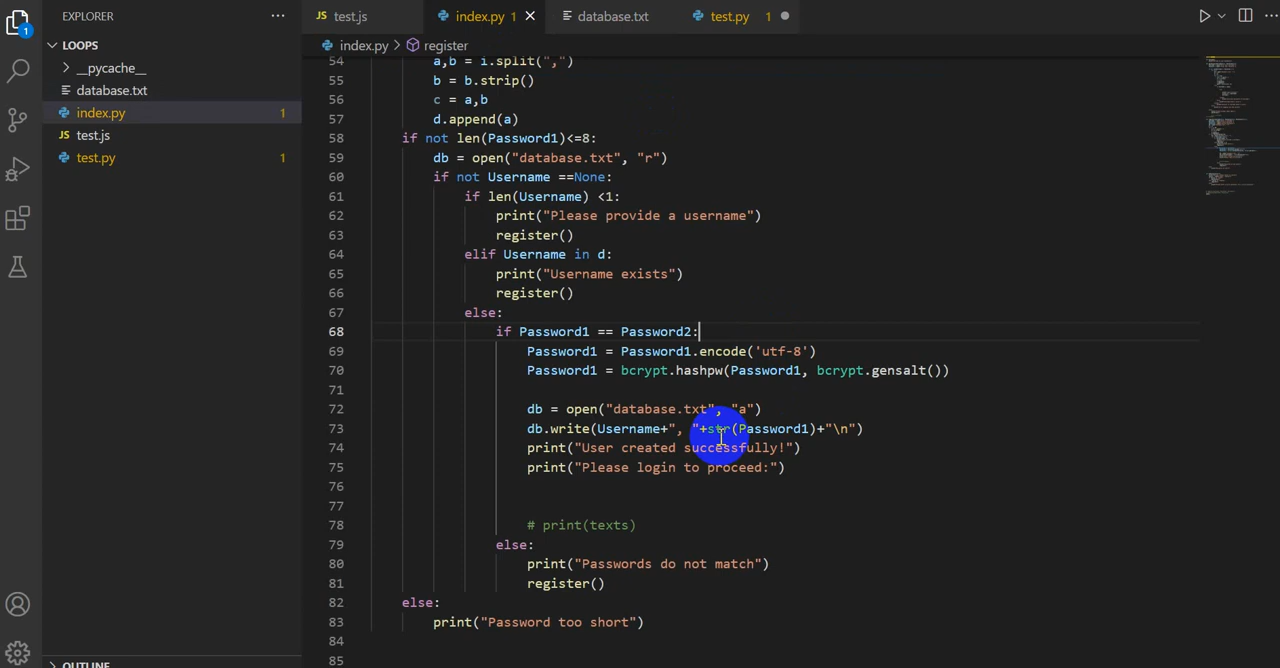 EXPLORER
test.js
index.py 1
database.txt
test.py 1
1
LOOPS
index.py > register
__pycache__
database.txt
index.py 1
test.js
test.py 1
54 a,b = i.split(",")
55 b = b.strip()
56 c = a,b
57 d.append(a)
58 if not len(Password1)<=8:
59 db = open("database.txt", "r")
60 if not Username ==None:
61 if len(Username) <1:
62 print("Please provide a username")
63 register()
64 elif Username in d:
65 print("Username exists")
66 register()
67 else:
68 if Password1 == Password2:
69 Password1 = Password1.encode('utf-8')
70 Password1 = bcrypt.hashpw(Password1, bcrypt.gensalt())
71
72 db = open("database.txt", "a")
73 db.write(Username+", "+str(Password1)+"\n")
74 print("User created successfully!")
75 print("Please login to proceed:")
76
77
78 # print(texts)
79 else:
80 print("Passwords do not match")
81 register()
82 else:
83 print("Password too short")
84
85
OUTLINE